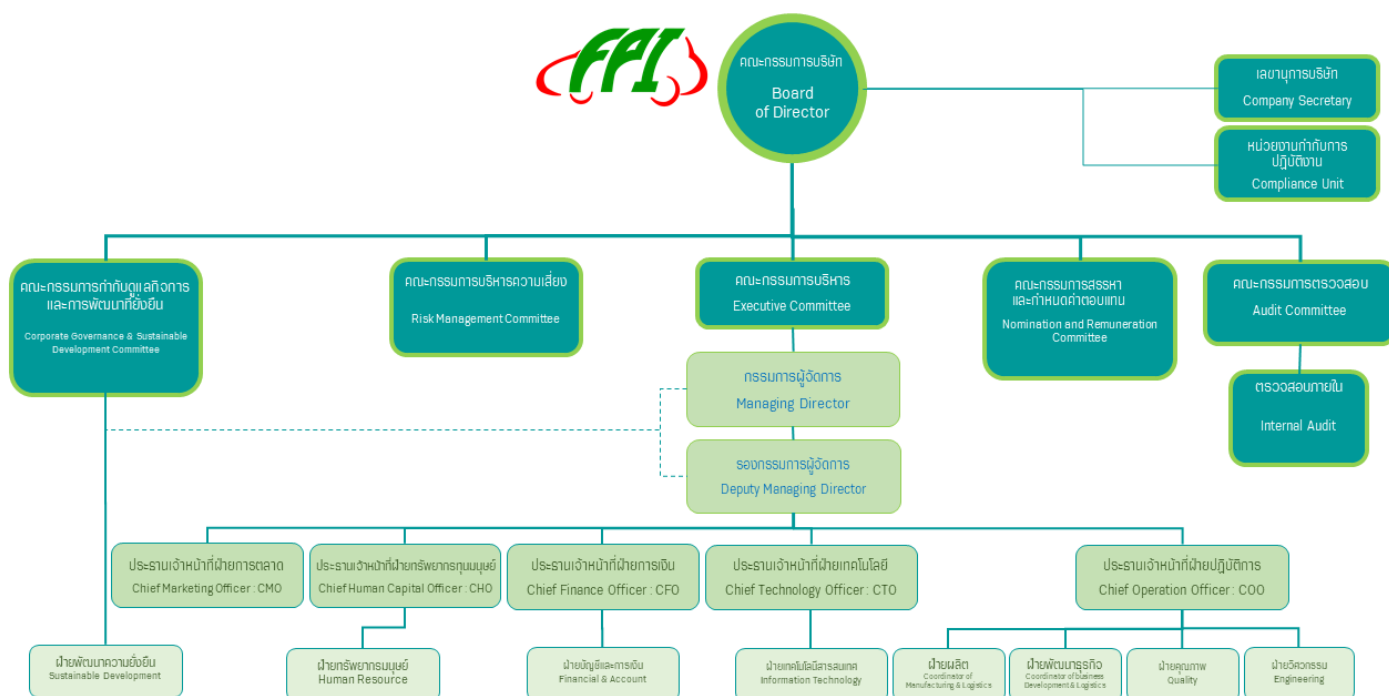 FPI
คณะกรรมการบริษัท
Board
of Director
เลขานุการบริษัท
Company Secretary
หน่วยงานกำกับการ
ปฏิบัติงาน
Compliance Unit
คณะกรรมการกำกับดูแลกิจการ
และการพัฒนาที่ยั่งยืน
Corporate Governance & Sustainable
Development Committee
คณะกรรมการบริหารความเสี่ยง
Risk Management Committee
คณะกรรมการบริหาร
Executive Committee
คณะกรรมการสรรหา
และกำหนดค่าตอบแทน
Nomination and Remuneration
Committee
คณะกรรมการตรวจสอบ
Audit Committee
ตรวจสอบภายใน
Internal Audit
กรรมการผู้จัดการ
Managing Director
รองกรรมการผู้จัดการ
Deputy Managing Director
ประธานเจ้าหน้าที่ฝ่ายการตลาด
Chief Marketing Officer : CMO
ประธานเจ้าหน้าที่ฝ่ายทรัพยากรทุนมนุษย์
Chief Human Capital Officer : CHO
ประธานเจ้าหน้าที่ฝ่ายการเงิน
Chief Finance Officer : CFO
ประธานเจ้าหน้าที่ฝ่ายเทคโนโลยี
Chief Technology Officer : CTO
ประธานเจ้าหน้าที่ฝ่ายปฏิบัติการ
Chief Operation Officer : COO
ฝ่ายพัฒนาความยั่งยืน
Sustainable Development
ฝ่ายทรัพยากรมนุษย์
Human Resource
ฝ่ายบัญชีและการเงิน
Financial & Account
ฝ่ายเทคโนโลยีสารสนเทศ
Information Technology
ฝ่ายผลิต
Coordinator of
Manufacturing & Logistics
ฝ่ายพัฒนาธุรกิจ
Coordinator of business
Development & Logistics
ฝ่ายคุณภาพ
Quality
ฝ่ายวิศวกรรม
Engineering